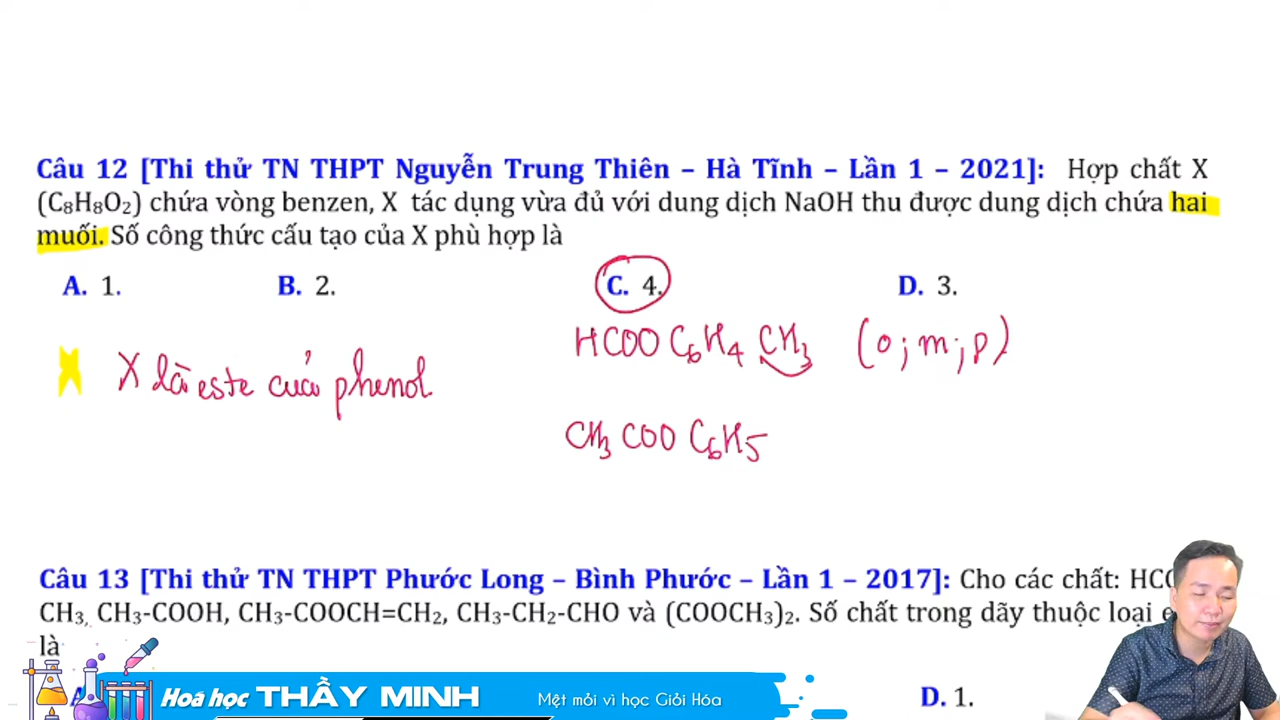 Câu 12 [Thi thử TN THPT Nguyễn Trung Thiên – Hà Tĩnh – Lần 1 – 2021]: Hợp chất X
(C₈H₈O₂) chứa vòng benzen, X tác dụng vừa đủ với dung dịch NaOH thu được dung dịch chứa hai
muối. Số công thức cấu tạo của X phù hợp là
A. 1. B. 2. C. 4. D. 3.
HCOO C₆H₄ CH₃ (o; m; p)
X là este của phenol
CH₃ COO C₆H₅
Câu 13 [Thi thử TN THPT Phước Long – Bình Phước – Lần 1 – 2017]: Cho các chất:
CH₃, CH₃-COOH, CH₃-COOCH=CH₂, CH₃-CH₂-CHO và (COOCH₃)₂. Số chất trong dãy thuộc loại
là
D. 1.
Hoá học THẦY MINH Mệt mỏi vì học Giỏi Hóa